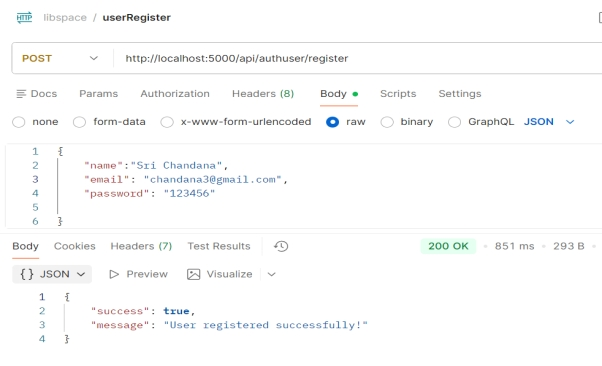 HTTP libspace / userRegister
POST http://localhost:5000/api/authuser/register
Docs Params Authorization Headers (8) Body Scripts Settings
none form-data x-www-form-urlencoded raw binary GraphQL JSON
1 {
2 "name":"Sri Chandana",
3 "email": "chandana3@gmail.com",
4 "password": "123456"
5
6 }
Body Cookies Headers (7) Test Results 200 OK 851 ms 293 B
{} JSON Preview Visualize
1 {
2 "success": true,
3 "message": "User registered successfully!"
4 }